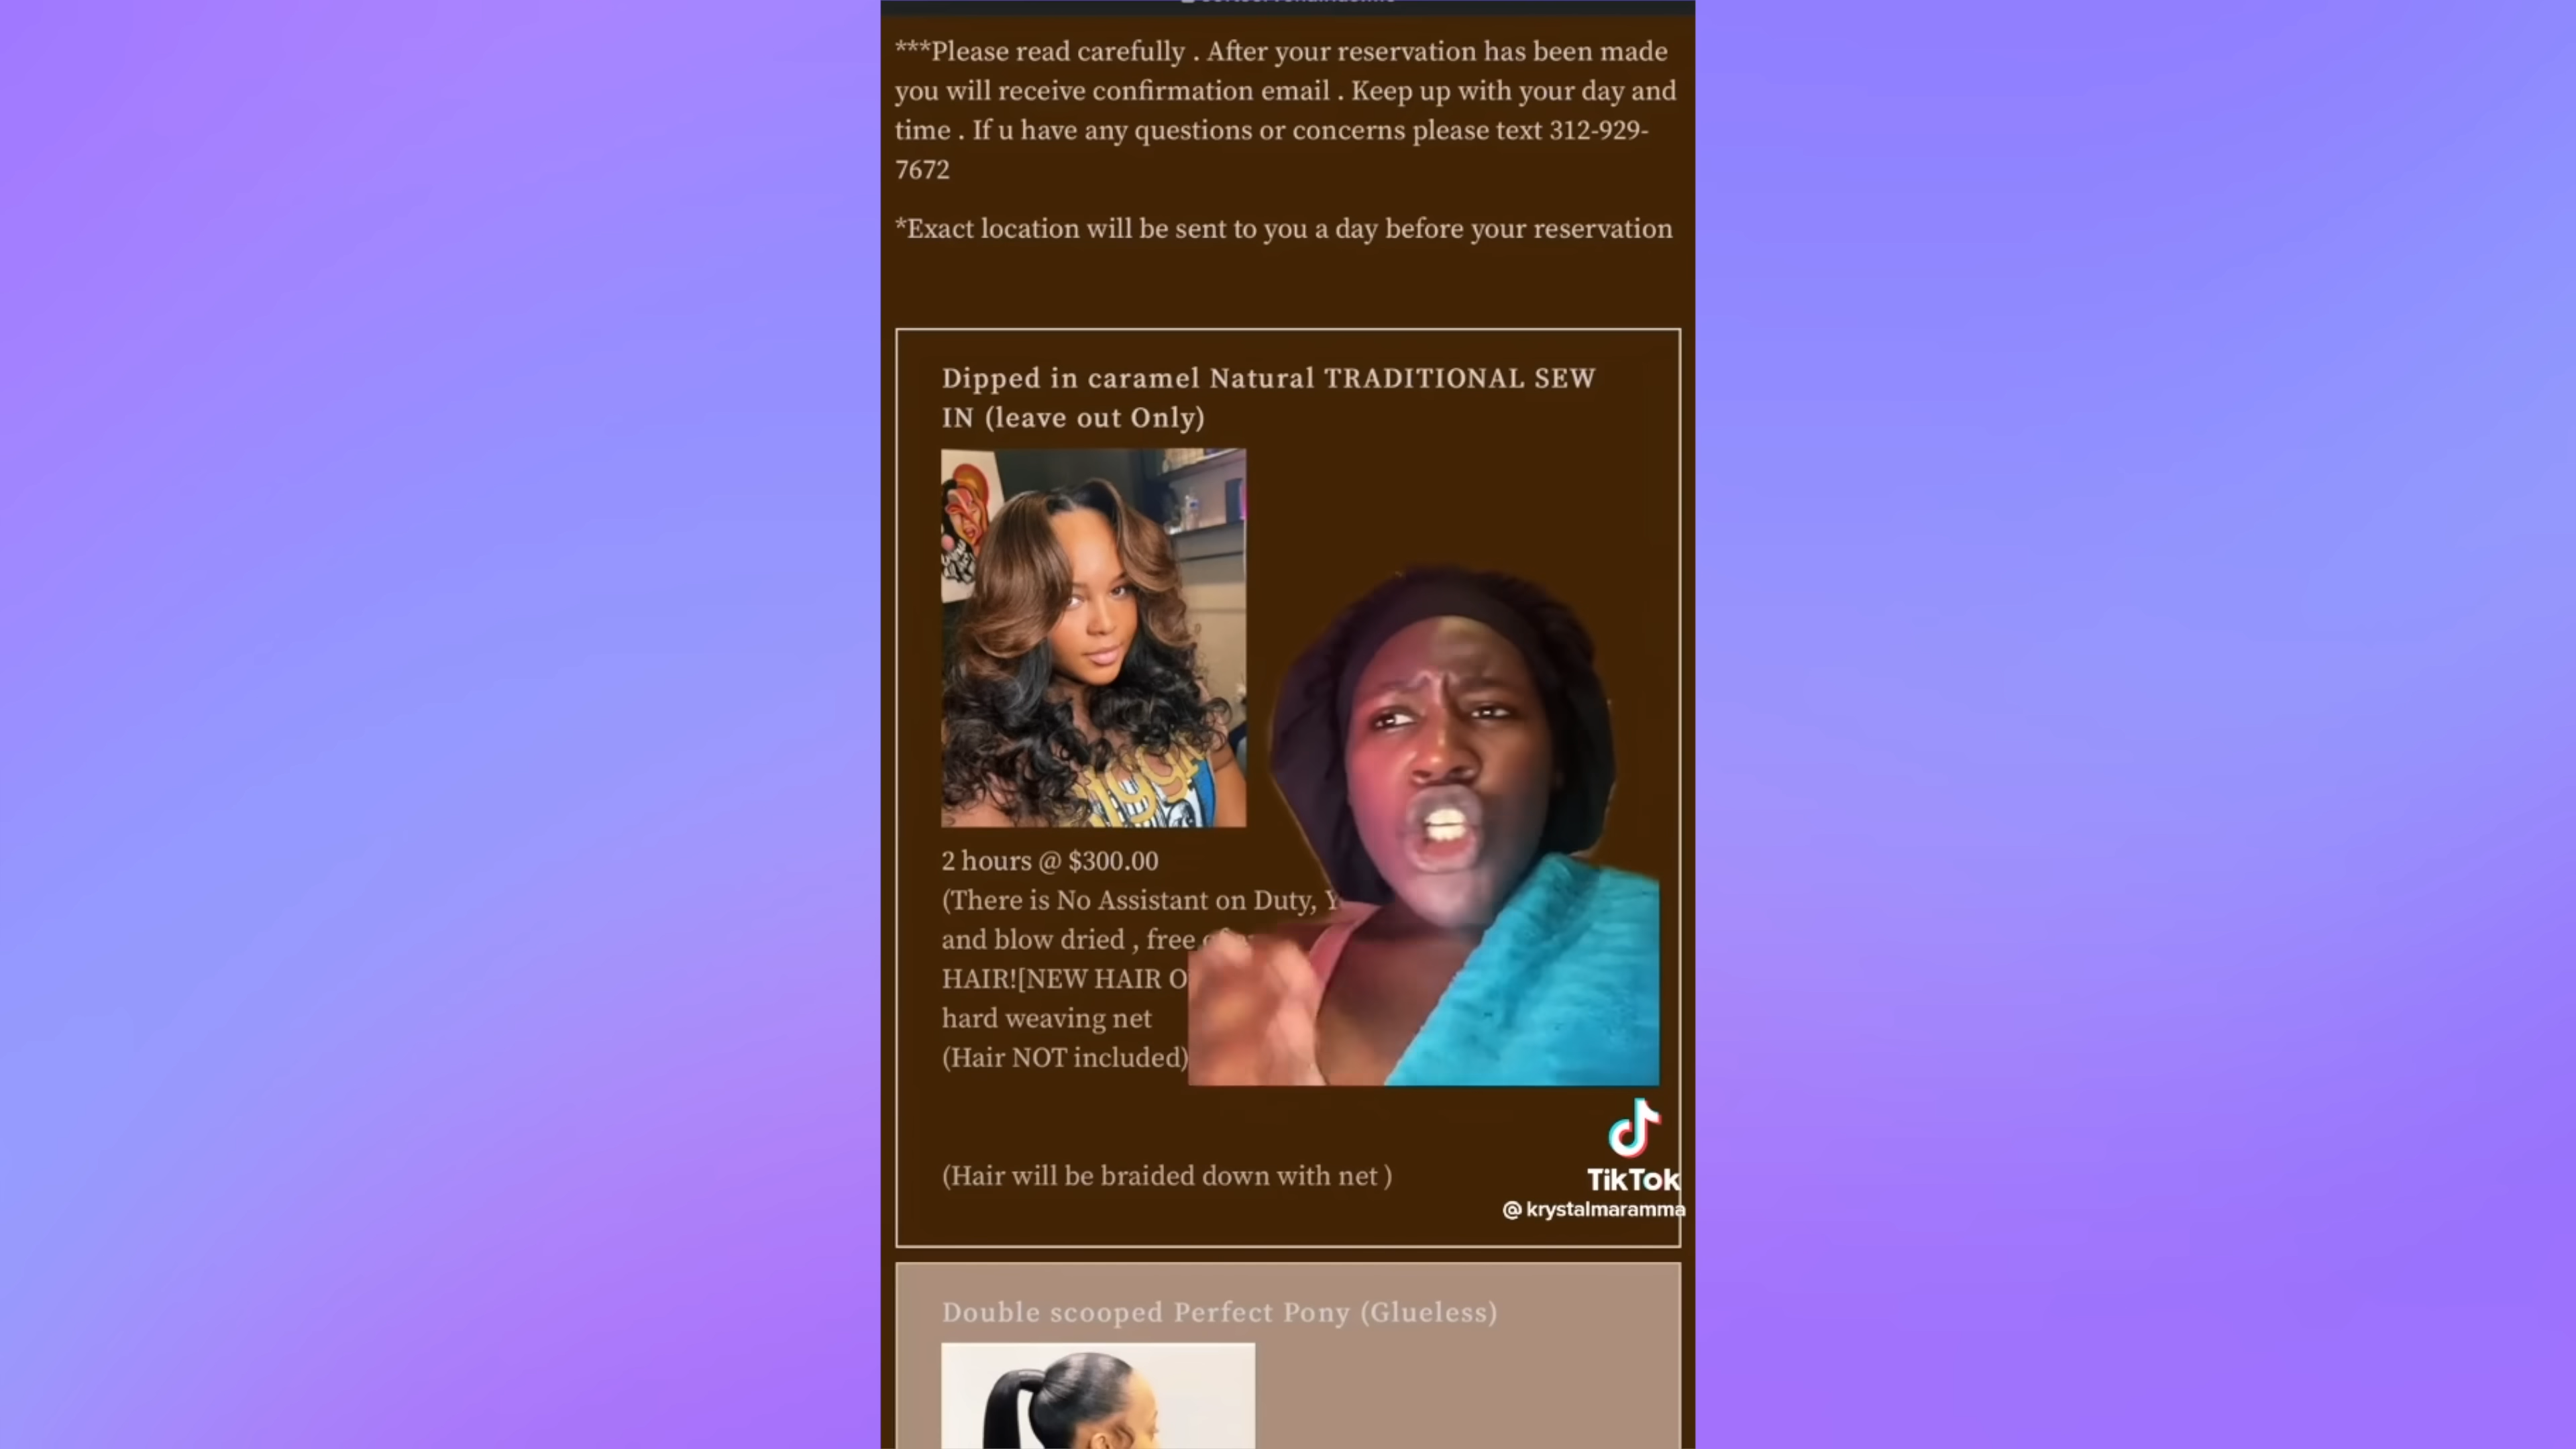 ***Please read carefully . After your reservation has been made
you will receive confirmation email . Keep up with your day and
time . If u have any questions or concerns please text 312-929-
7672
*Exact location will be sent to you a day before your reservation
Dipped in caramel Natural TRADITIONAL SEW
IN (leave out Only)
2 hours @ $300.00
(There is No Assistant on Duty,
and blow dried , free
HAIR![NEW HAIR
hard weaving net
(Hair NOT included)
(Hair will be braided down with net )
TikTok
@krystalmaramma
Double scooped Perfect Pony (Glueless)